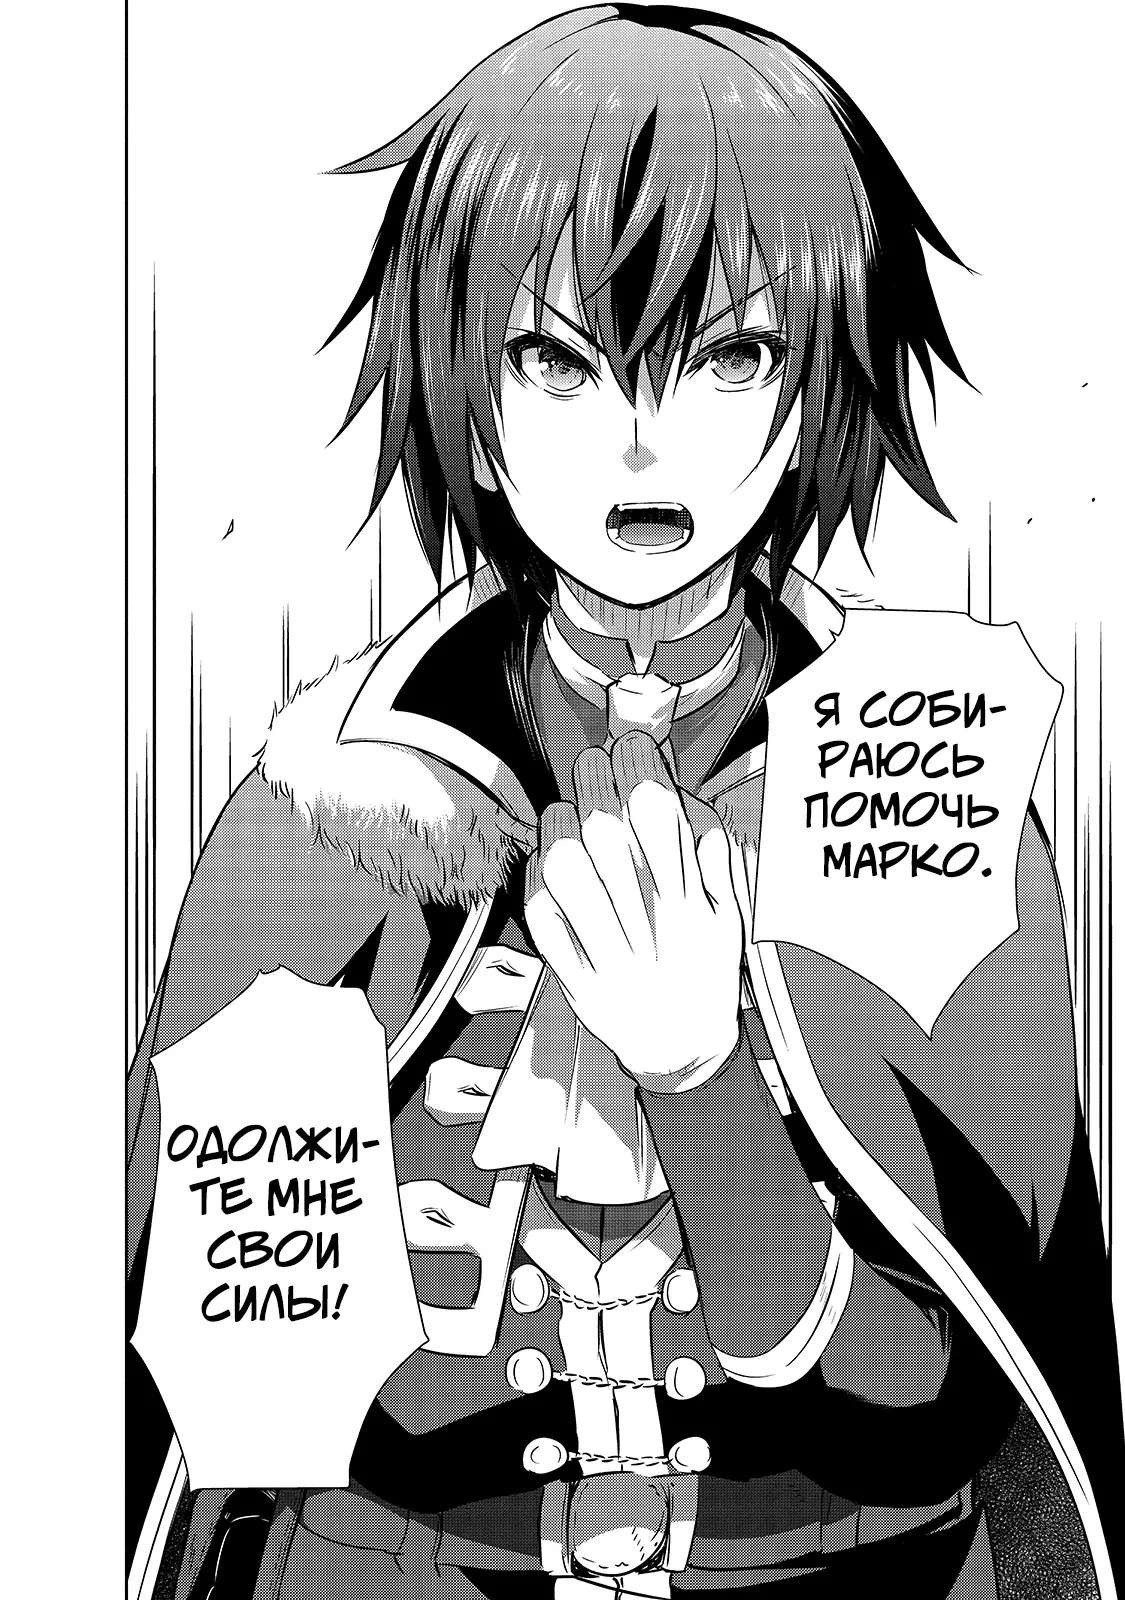 Я СОБИ-
РАЮСЬ
ПОМОЧЬ
МАРКО.
ОДОЛЖИ-
ТЕ МНЕ
СВОИ
СИЛЫ!